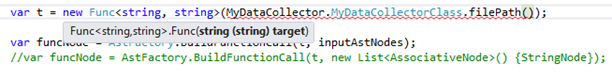 var t = new Func<string, string>(MyDataCollector.MyDataCollectorClass.filePath());
Func<string,string>.Func(string (string) target)
var funcNode = AstFactory.BuildFunctionCall(t, inputAstNodes);
//var funcNode = AstFactory.BuildFunctionCall(t, new List<AssociativeNode>() {StringNode});